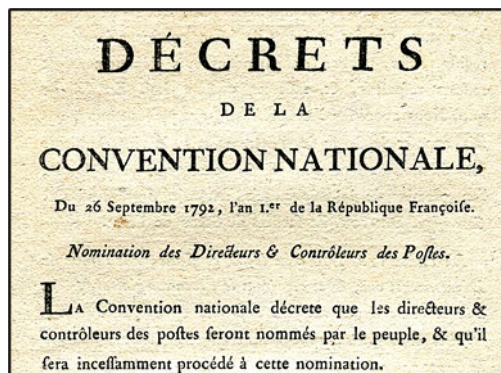 DÉCRETS
DE LA
CONVENTION NATIONALE,
Du 26 Septembre 1792, l'an 1.er de la République Françoiſe.
Nomination des Directeurs & Contrôleurs des Poſtes.
LA Convention nationale décrete que les directeurs &
contrôleurs des poſtes ſeront nommés par le peuple, & qu'il
ſera inceſſamment procédé à cette nomination.